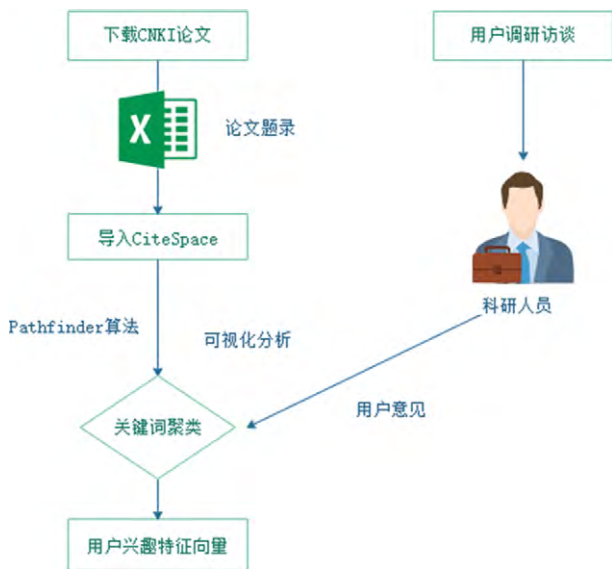 下载CNKI论文
用户调研访谈
X
论文题录
导入CiteSpace
科研人员
Pathfinder算法
可视化分析
用户意见
关键词聚类
用户兴趣特征向量